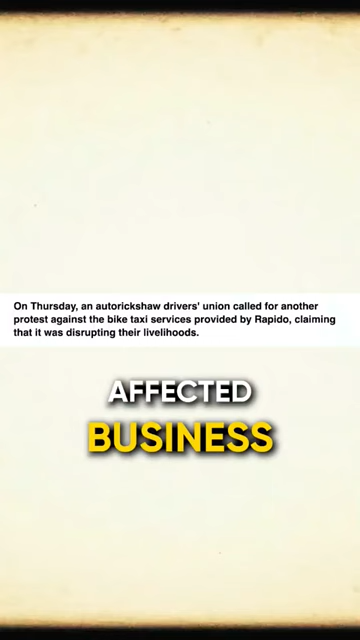 On Thursday, an autorickshaw drivers' union called for another
protest against the bike taxi services provided by Rapido, claiming
that it was disrupting their livelihoods.
AFFECTED
BUSINESS